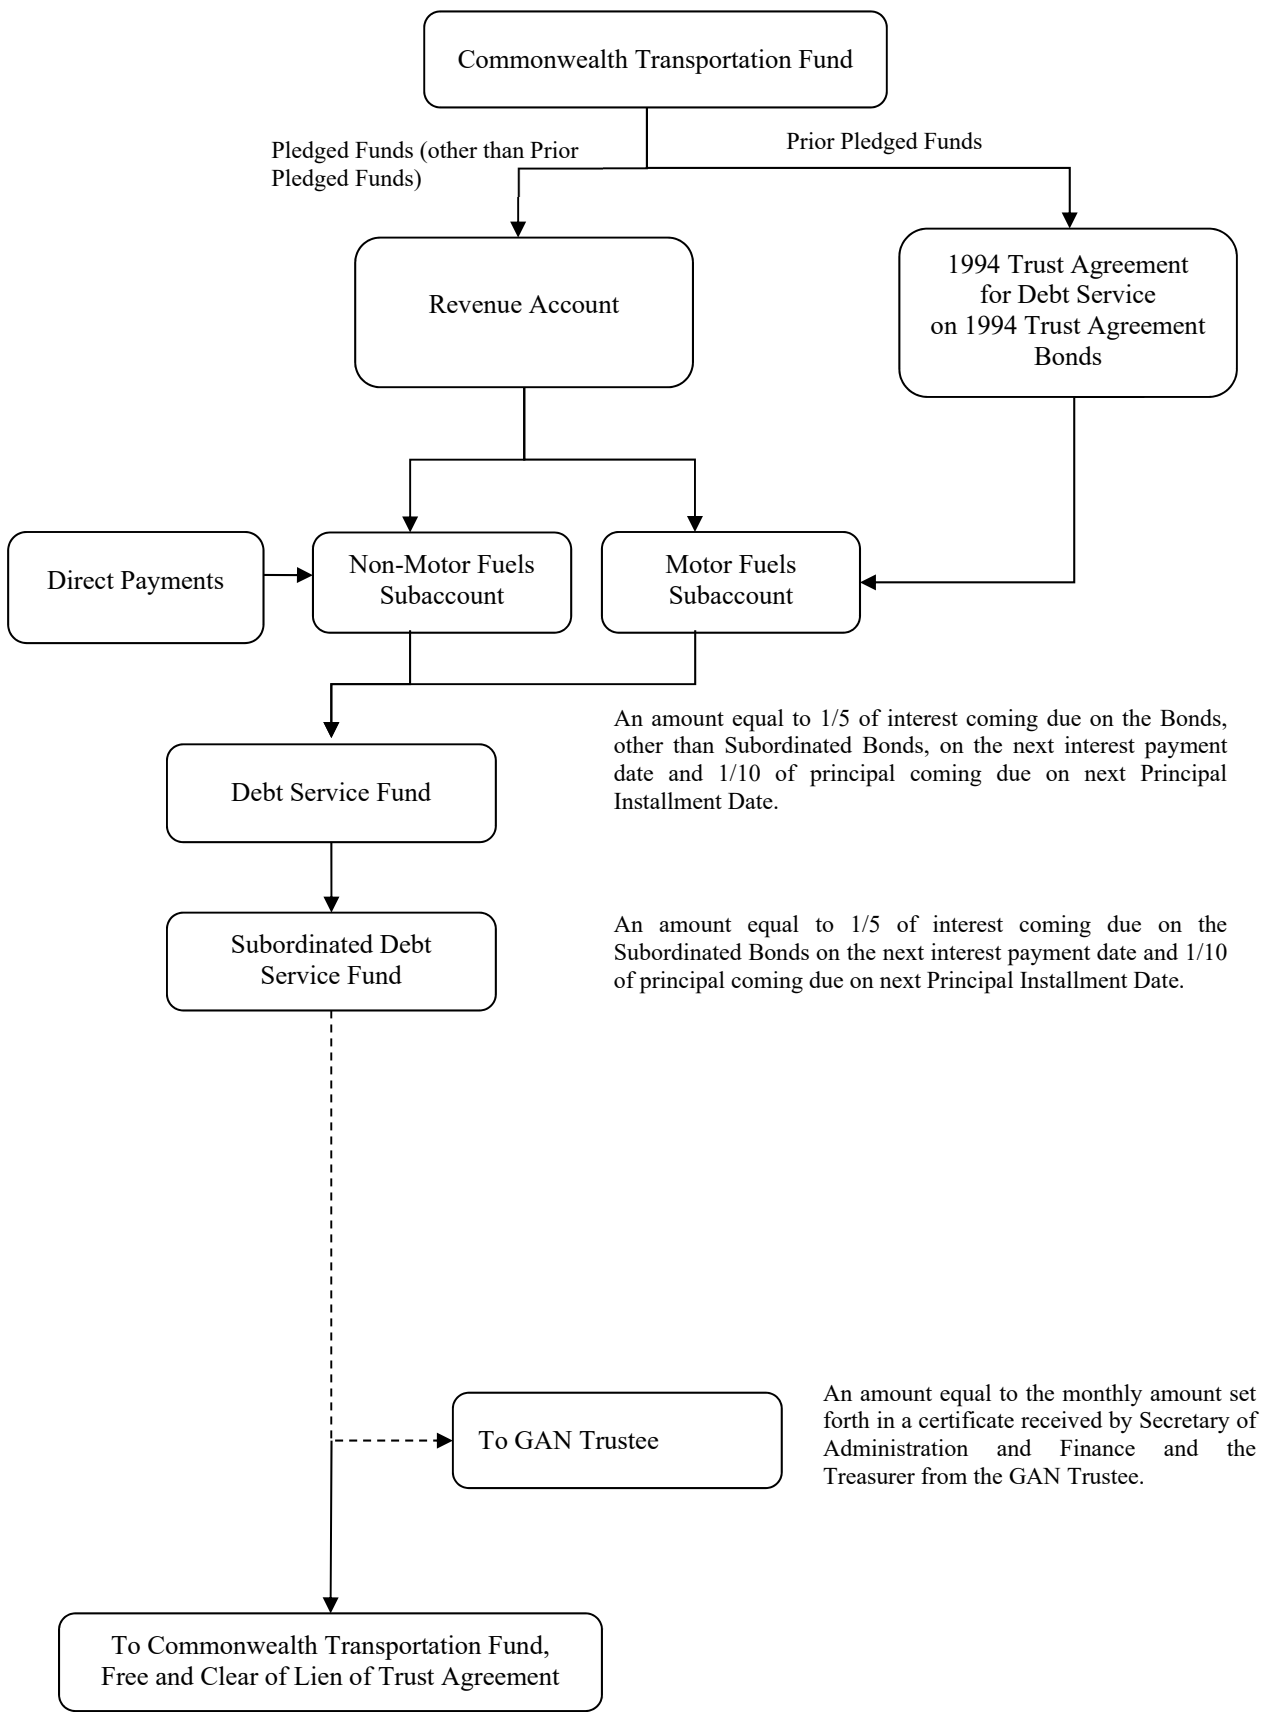 Commonwealth Transportation Fund
Pledged Funds (other than Prior
Pledged Funds)
Prior Pledged Funds
Revenue Account
1994 Trust Agreement
for Debt Service
on 1994 Trust Agreement
Bonds
Direct Payments
Non-Motor Fuels
Subaccount
Motor Fuels
Subaccount
An amount equal to 1/5 of interest coming due on the Bonds,
other than Subordinated Bonds, on the next interest payment
date and 1/10 of principal coming due on next Principal
Installment Date.
Debt Service Fund
Subordinated Debt
Service Fund
An amount equal to 1/5 of interest coming due on the
Subordinated Bonds on the next interest payment date and 1/10
of principal coming due on next Principal Installment Date.
To GAN Trustee
An amount equal to the monthly amount set
forth in a certificate received by Secretary of
Administration and Finance and the
Treasurer from the GAN Trustee.
To Commonwealth Transportation Fund,
Free and Clear of Lien of Trust Agreement